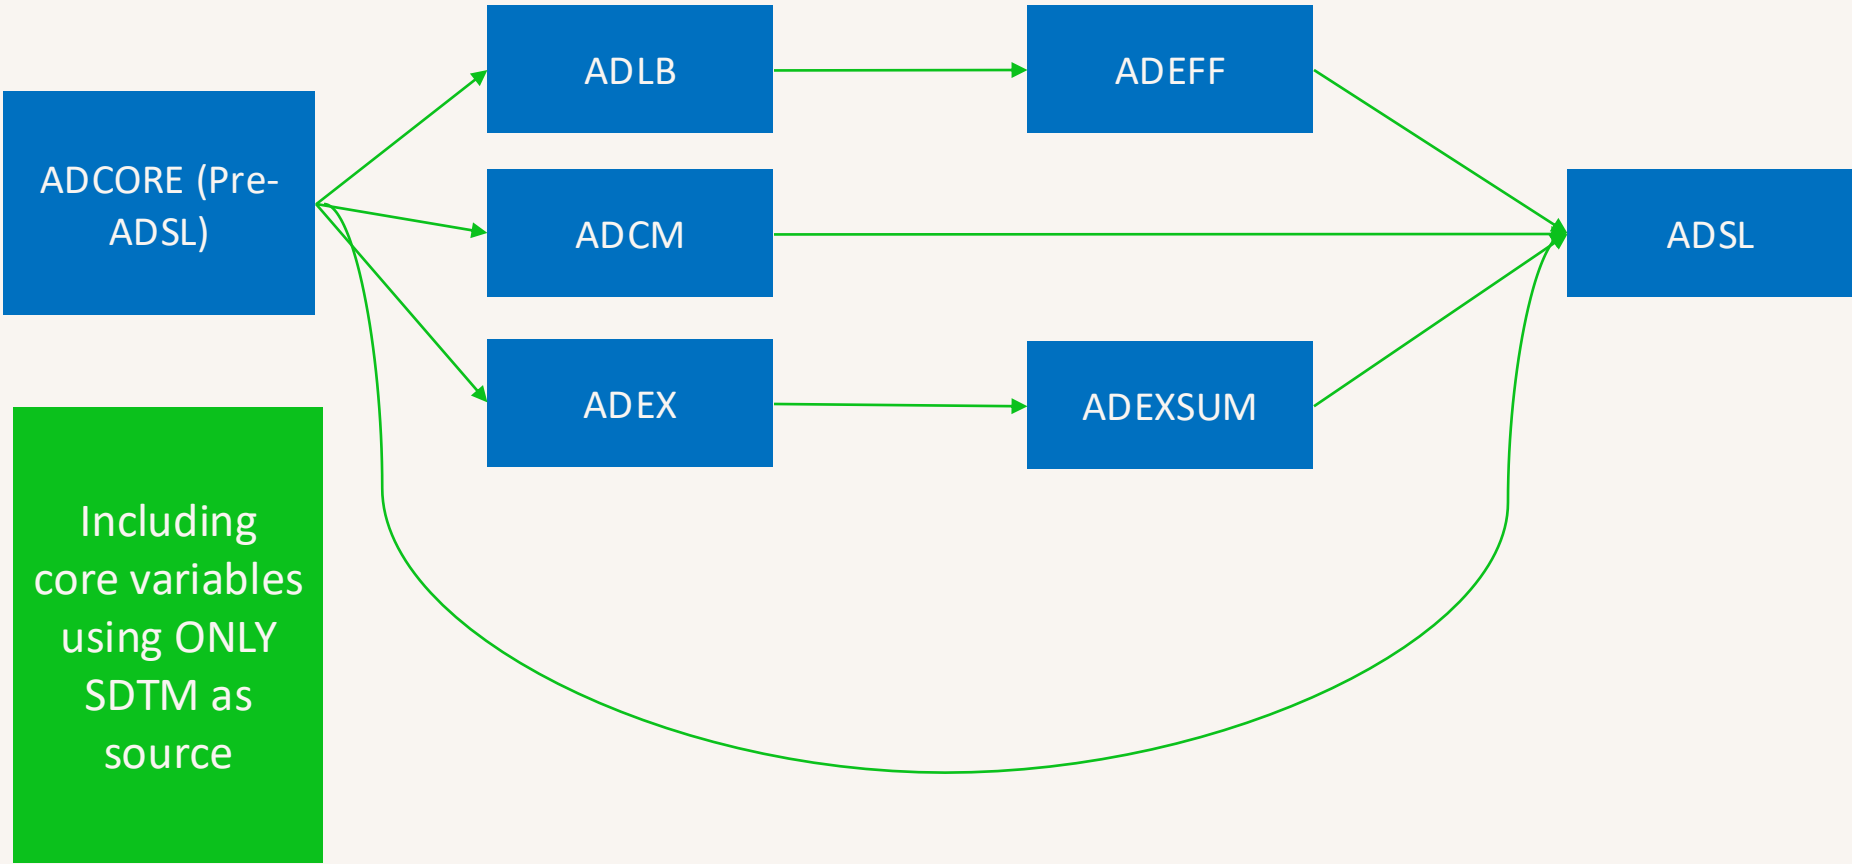 ADLB
ADEFF
ADCORE (Pre-
ADSL)
ADCM
ADSL
ADEX
ADEXSUM
Including
core variables
using ONLY
SDTM as
source